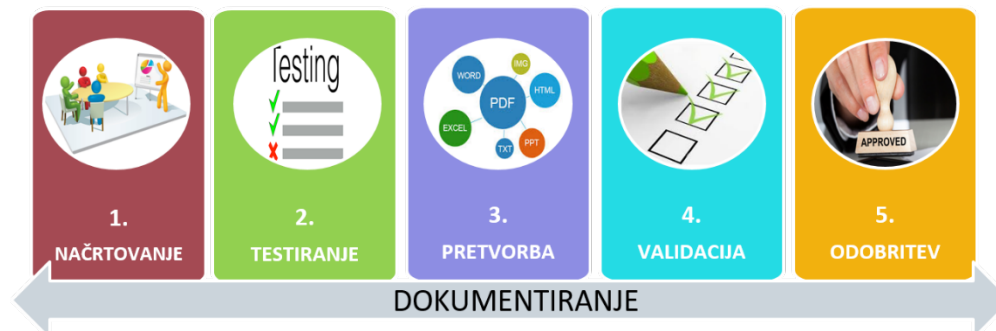 Testing
WORD
IMG
HTML
PDF
EXCEL
TXT
PPT
APPROVED
1.
NAČRTOVANJE
2.
TESTIRANJE
3.
PRETVORBA
4.
VALIDACIJA
5.
ODOBRITEV
DOKUMENTIRANJE